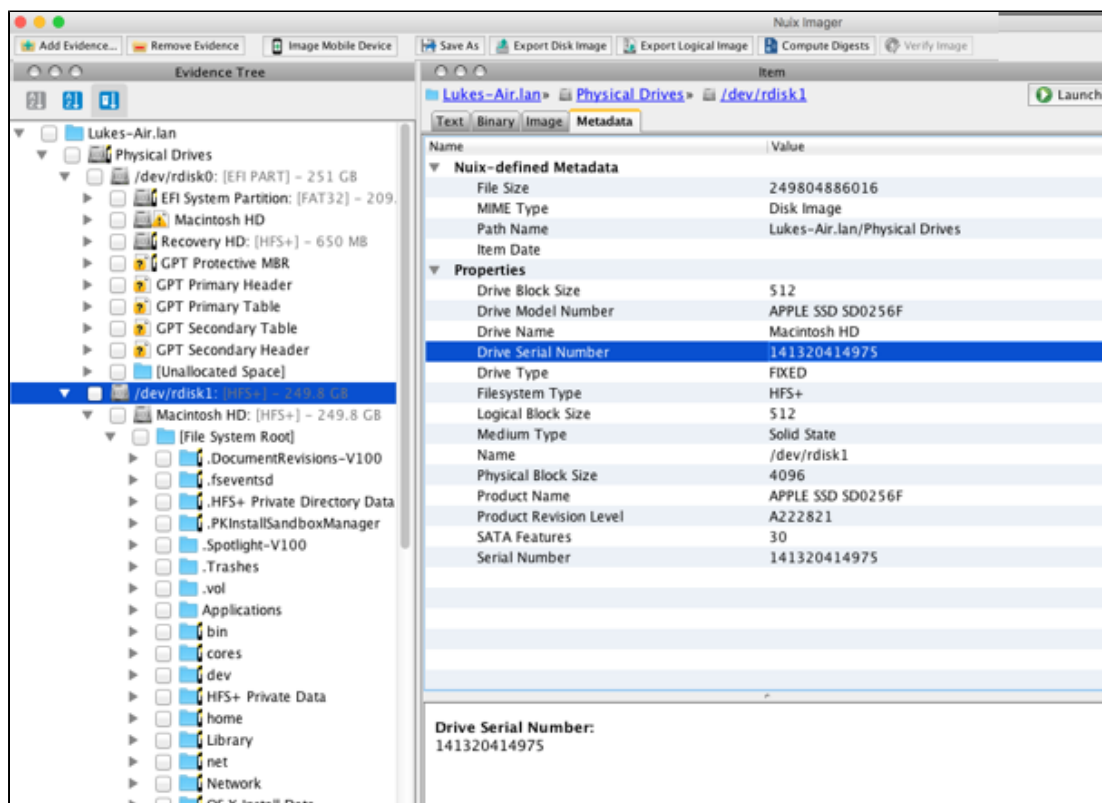 Nuix Imager
Add Evidence... Remove Evidence Image Mobile Device Save As Export Disk Image Export Logical Image Compute Digests Verify Image
Evidence Tree
Lukes-Air.lan
Physical Drives
/dev/rdisk0: [EFI PART] - 251 GB
EFI System Partition: [FAT32] - 209.
Macintosh HD
Recovery HD: [HFS+] - 650 MB
GPT Protective MBR
GPT Primary Header
GPT Primary Table
GPT Secondary Table
GPT Secondary Header
[Unallocated Space]
/dev/rdisk1: [HFS+] - 249.8 GB
Macintosh HD: [HFS+] - 249.8 GB
[File System Root]
.DocumentRevisions-V100
.fseventsd
.HFS+ Private Directory Data
.PKInstallSandboxManager
.Spotlight-V100
.Trashes
.vol
Applications
bin
cores
dev
HFS+ Private Data
home
Library
net
Network
OS X Install Data
Item
Lukes-Air.lan» Physical Drives» /dev/rdisk1 Launch
Text Binary Image Metadata
Name Value
Nuix-defined Metadata
File Size 249804886016
MIME Type Disk Image
Path Name Lukes-Air.lan/Physical Drives
Item Date
Properties
Drive Block Size 512
Drive Model Number APPLE SSD SD0256F
Drive Name Macintosh HD
Drive Serial Number 141320414975
Drive Type FIXED
Filesystem Type HFS+
Logical Block Size 512
Medium Type Solid State
Name /dev/rdisk1
Physical Block Size 4096
Product Name APPLE SSD SD0256F
Product Revision Level A222821
SATA Features 30
Serial Number 141320414975
Drive Serial Number:
141320414975